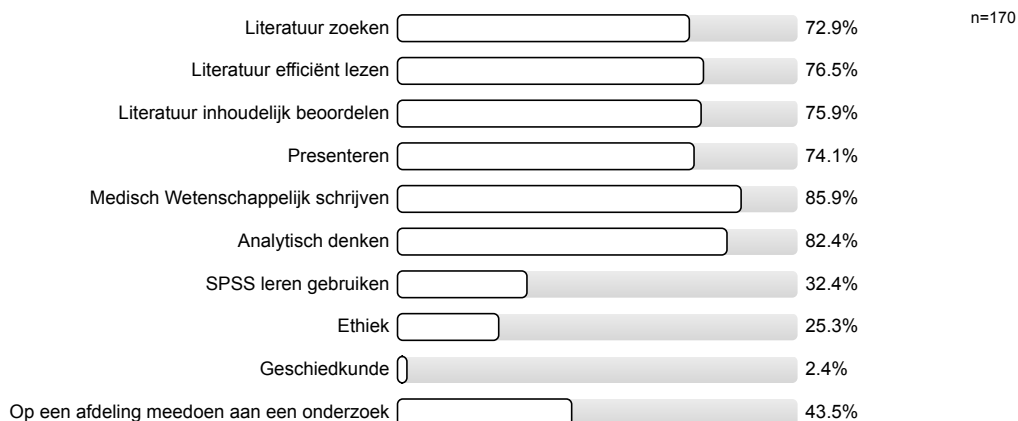 Literatuur zoeken 72.9% n=170
Literatuur efficiënt lezen 76.5%
Literatuur inhoudelijk beoordelen 75.9%
Presenteren 74.1%
Medisch Wetenschappelijk schrijven 85.9%
Analytisch denken 82.4%
SPSS leren gebruiken 32.4%
Ethiek 25.3%
Geschiedkunde 2.4%
Op een afdeling meedoen aan een onderzoek 43.5%